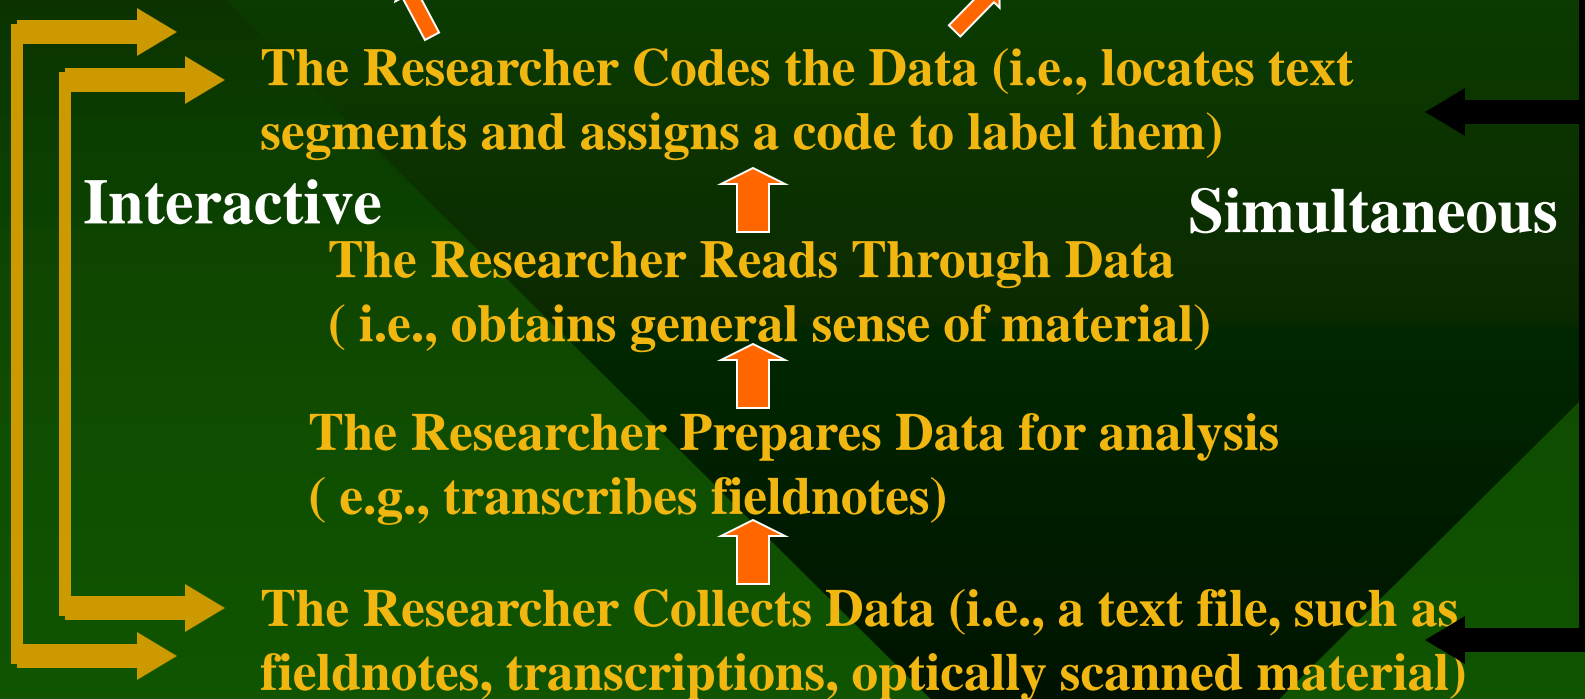 The Researcher Codes the Data (i.e., locates text
segments and assigns a code to label them)
Interactive
Simultaneous
The Researcher Reads Through Data
( i.e., obtains general sense of material)
The Researcher Prepares Data for analysis
( e.g., transcribes fieldnotes)
The Researcher Collects Data (i.e., a text file, such as
fieldnotes, transcriptions, optically scanned material)